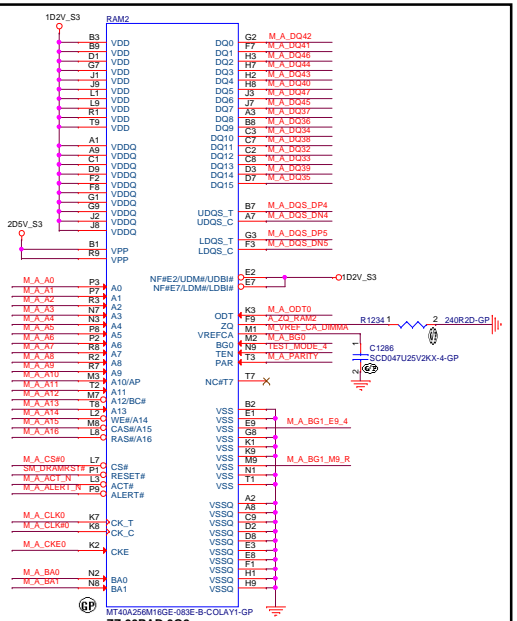 1D2V_S3
RAM2
B3 VDD DQ0 G2 M_A_DQ42
B9 VDD DQ1 F7 M_A_DQ41
D1 VDD DQ2 H3 M_A_DQ46
G7 VDD DQ3 H7 M_A_DQ44
J1 VDD DQ4 H2 M_A_DQ43
J9 VDD DQ5 H8 M_A_DQ40
L1 VDD DQ6 J3 M_A_DQ47
L9 VDD DQ7 J7 M_A_DQ45
R1 VDD DQ8 A3 M_A_DQ37
T9 VDD DQ9 B8 M_A_DQ36
DQ10 C3 M_A_DQ34
A1 VDDQ DQ11 C7 M_A_DQ38
A9 VDDQ DQ12 C2 M_A_DQ32
C1 VDDQ DQ13 C8 M_A_DQ33
D9 VDDQ DQ14 D3 M_A_DQ39
F2 VDDQ DQ15 D7 M_A_DQ35
F8 VDDQ
G1 VDDQ
G9 VDDQ UDQS_T B7 M_A_DQS_DP4
J2 VDDQ UDQS_C A7 M_A_DQS_DN4
J8 VDDQ
2D5V_S3
LDQS_T G3 M_A_DQS_DP5
B1 VPP LDQS_C F3 M_A_DQS_DN5
R9 VPP
NF#E2/UDM#/UDBI# E2 1D2V_S3
NF#E7/LDM#/LDBI# E7
M_A_A0 P3 A0
M_A_A1 P7 A1
M_A_A2 R3 A2
M_A_A3 N7 A3
M_A_A4 N3 A4
M_A_A5 P8 A5
M_A_A6 P2 A6
M_A_A7 R8 A7
M_A_A8 R2 A8
M_A_A9 R7 A9
M_A_A10 M3 A10/AP
M_A_A11 T2 A11
M_A_A12 M7 A12/BC#
M_A_A13 T8 A13
M_A_A14 L2 WE#/A14
M_A_A15 M8 CAS#/A15
M_A_A16 L8 RAS#/A16
ODT K3 M_A_ODT0
ZQ F9 A_ZQ_RAM2 R1234 1 2 240R2D-GP
VREFCA M1 M_VREF_CA_DIMMA
BG0 M2 M_A_BG0
TEN N9 TEST_MODE_4
PAR T3 M_A_PARITY
1
C1286
SCD047U25V2KX-4-GP
GP
2
NC#T7 T7
VSS B2
VSS E1
VSS E9 M_A_BG1_E9_4
VSS G8
VSS K1
VSS K9
VSS M9 M_A_BG1_M9_R
VSS N1
VSS T1
M_A_CS#0 L7 CS#
SM_DRAMRST# P1 RESET#
M_A_ACT_N L3 ACT#
M_A_ALERT_N P9 ALERT#
M_A_CLK0 K7 CK_T
M_A_CLK#0 K8 CK_C
M_A_CKE0 K2 CKE
M_A_BA0 N2 BA0
M_A_BA1 N8 BA1
VSSQ A2
VSSQ A8
VSSQ C9
VSSQ D2
VSSQ D8
VSSQ E3
VSSQ E8
VSSQ F1
VSSQ H1
VSSQ H9
GP
MT40A256M16GE-083E-B-COLAY1-GP